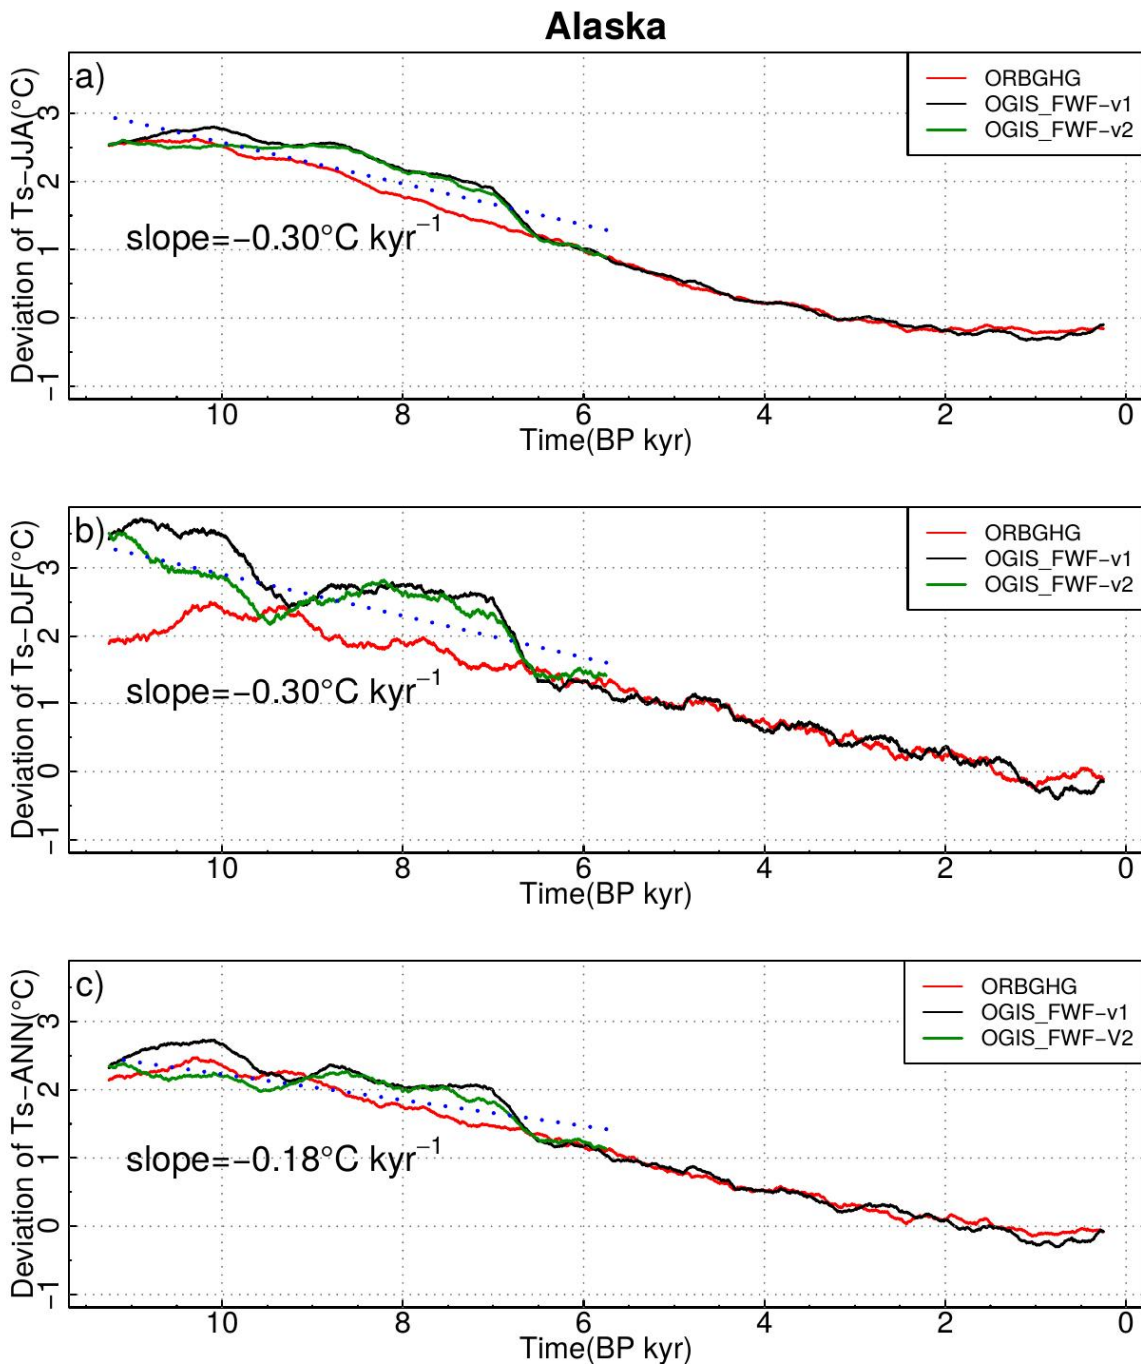 Alaska
a)
Deviation of Ts−JJA(°C)
3
2
1
0
−1
ORBGHG
OGIS_FWF−v1
OGIS_FWF−v2
slope=−0.30°C kyr⁻¹
10 8 6 4 2 0
Time(BP kyr)
b)
Deviation of Ts−DJF(°C)
3
2
1
0
−1
ORBGHG
OGIS_FWF−v1
OGIS_FWF−v2
slope=−0.30°C kyr⁻¹
10 8 6 4 2 0
Time(BP kyr)
c)
Deviation of Ts−ANN(°C)
3
2
1
0
−1
ORBGHG
OGIS_FWF−v1
OGIS_FWF−V2
slope=−0.18°C kyr⁻¹
10 8 6 4 2 0
Time(BP kyr)